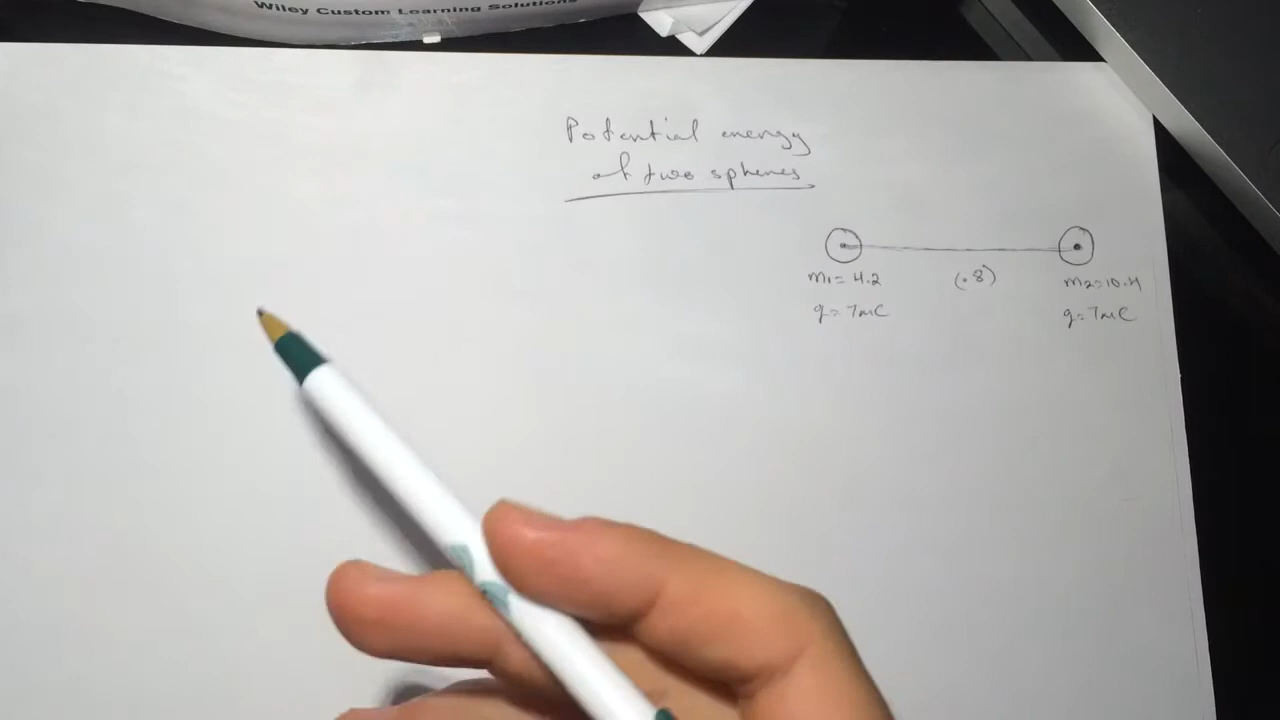 Wiley Custom Learning Solutions
Potential energy
of two spheres
m1 = 4.2
(.8)
m2=10.4
q = 7mC
q=7mC